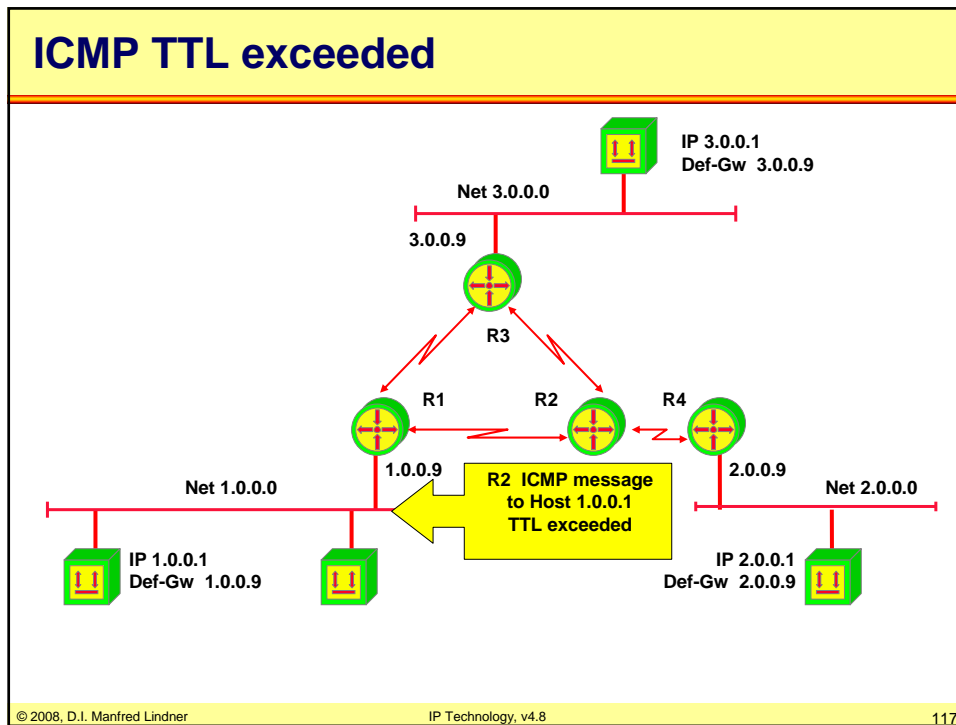 ICMP TTL exceeded
IP 3.0.0.1
Def-Gw 3.0.0.9
Net 3.0.0.0
3.0.0.9
R3
R1
R2
R4
1.0.0.9
2.0.0.9
Net 1.0.0.0
R2 ICMP message
to Host 1.0.0.1
TTL exceeded
Net 2.0.0.0
IP 1.0.0.1
Def-Gw 1.0.0.9
IP 2.0.0.1
Def-Gw 2.0.0.9
© 2008, D.I. Manfred Lindner
IP Technology, v4.8
117